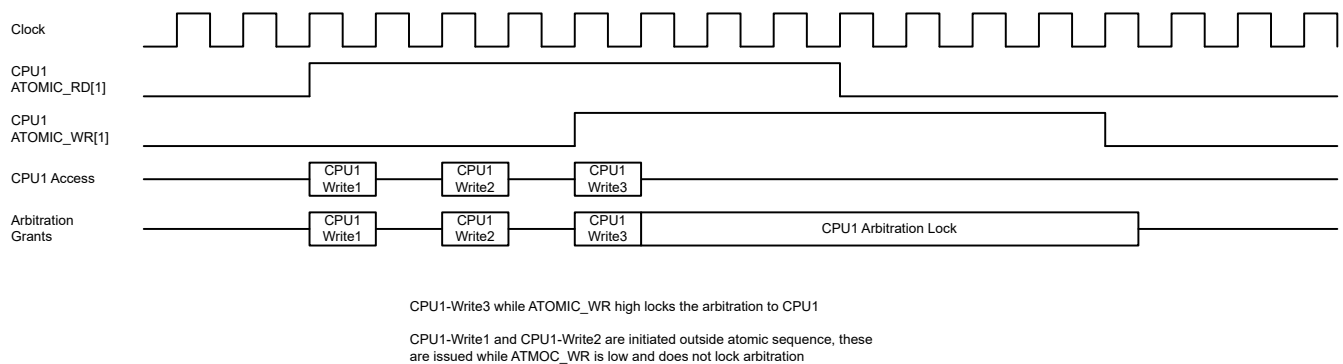 Clock
CPU1
ATOMIC_RD[1]
CPU1
ATOMIC_WR[1]
CPU1 Access
CPU1
Write1
CPU1
Write2
CPU1
Write3
Arbitration
Grants
CPU1
Write1
CPU1
Write2
CPU1
Write3
CPU1 Arbitration Lock
CPU1-Write3 while ATOMIC_WR high locks the arbitration to CPU1
CPU1-Write1 and CPU1-Write2 are initiated outside atomic sequence, these
are issued while ATMOC_WR is low and does not lock arbitration